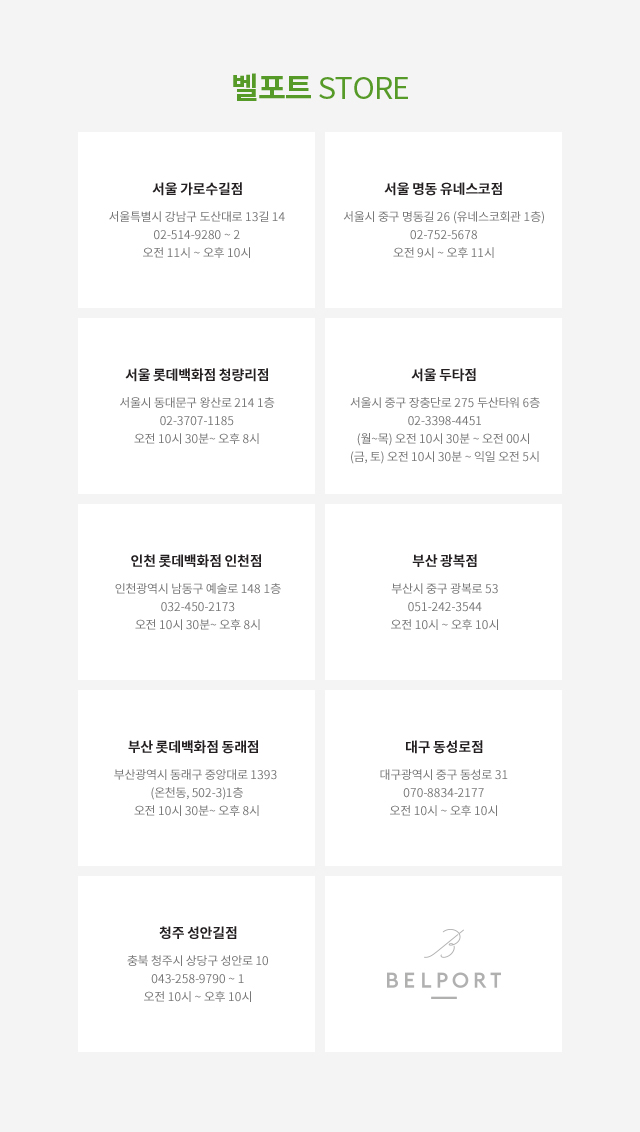 벨포트 STORE
서울 가로수길점
서울특별시 강남구 도산대로 13길 14
02-514-9280 ~ 2
오전 11시 ~ 오후 10시
서울 명동 유네스코점
서울시 중구 명동길 26 (유네스코회관 1층)
02-752-5678
오전 9시 ~ 오후 11시
서울 롯데백화점 청량리점
서울시 동대문구 왕산로 214 1층
02-3707-1185
오전 10시 30분~ 오후 8시
서울 두타점
서울시 중구 장충단로 275 두산타워 6층
02-3398-4451
(월~목) 오전 10시 30분 ~ 오전 00시
(금, 토) 오전 10시 30분 ~ 익일 오전 5시
인천 롯데백화점 인천점
인천광역시 남동구 예술로 148 1층
032-450-2173
오전 10시 30분~ 오후 8시
부산 광복점
부산시 중구 광복로 53
051-242-3544
오전 10시 ~ 오후 10시
부산 롯데백화점 동래점
부산광역시 동래구 중앙대로 1393
(온천동, 502-3)1층
오전 10시 30분~ 오후 8시
대구 동성로점
대구광역시 중구 동성로 31
070-8834-2177
오전 10시 ~ 오후 10시
청주 성안길점
충북 청주시 상당구 성안로 10
043-258-9790 ~ 1
오전 10시 ~ 오후 10시
B
BELPORT